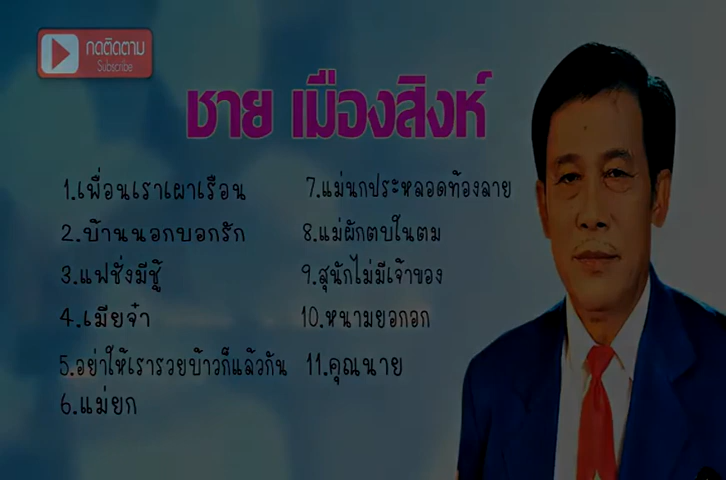 กดติดตาม
Subscribe
ชาย เมืองสิงห์
1.เพื่อนเราเผาเรือน
2.บ้านนอกบอกรัก
3.แฟชั่นมีชู้
4.เมียจ๋า
5.อย่าให้เรารวยบ้าวก็แล้วกัน
6.แม่ยก
7.แม่นกประหลอดท้องลาย
8.แม่ผักตบในตม
9.สุนักไม่มีเจ้าของ
10.หนามยอกอก
11.คุณนาย